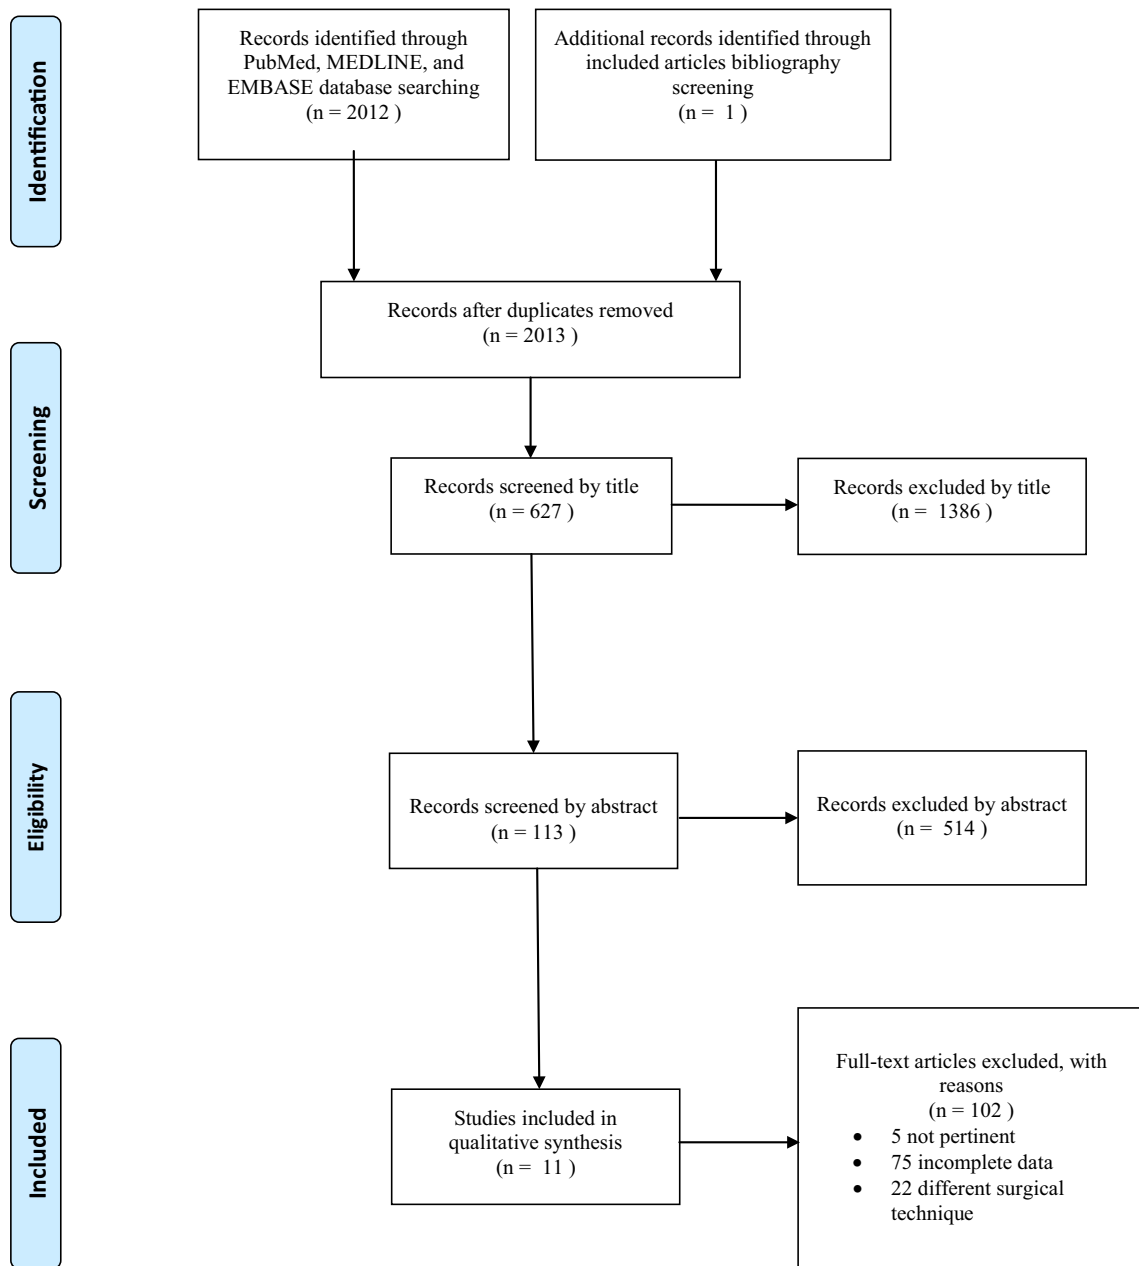 Identification
Records identified through
PubMed, MEDLINE, and
EMBASE database searching
(n = 2012 )
Additional records identified through
included articles bibliography
screening
(n = 1 )
Records after duplicates removed
(n = 2013 )
Screening
Records screened by title
(n = 627 )
Records excluded by title
(n = 1386 )
Eligibility
Records screened by abstract
(n = 113 )
Records excluded by abstract
(n = 514 )
Included
Studies included in
qualitative synthesis
(n = 11 )
Full-text articles excluded, with
reasons
(n = 102 )
• 5 not pertinent
• 75 incomplete data
• 22 different surgical
technique